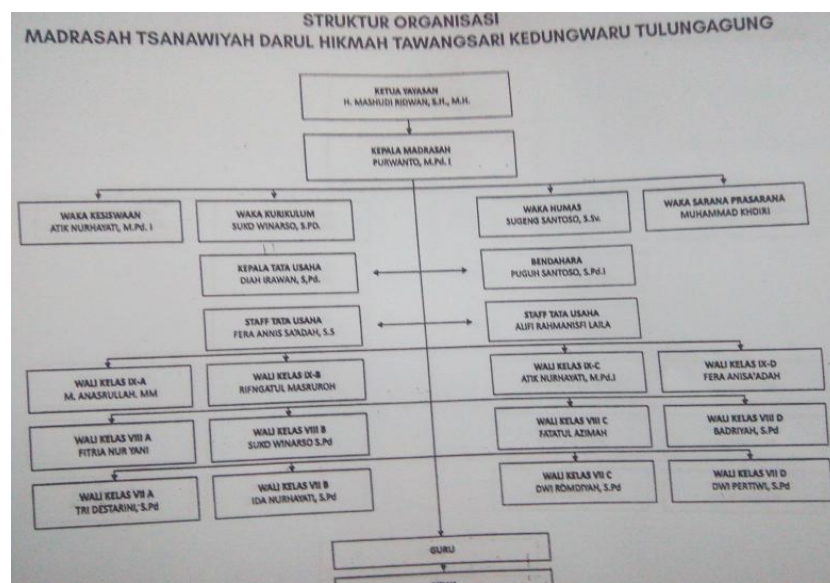 STRUKTUR ORGANISASI
MADRASAH TSANAWIYAH DARUL HIKMAH TAWANGSARI KEDUNGWARU TULUNGAGUNG
KETUA YAYASAN
H. MASHUDI RIDWAN, S.H., M.H.
KEPALA MADRASAH
PURWANTO, M.Pd. I
WAKA KESISWAAN
ATIK NURHAYATI, M.Pd. I
WAKA KURIKULUM
SUKO WINARSO, S.PD.
WAKA HUMAS
SUGENG SANTOSO, S.Sv.
WAKA SARANA PRASARANA
MUHAMMAD KHOIRI
KEPALA TATA USAHA
DIAH IRAWAN, S,Pd.
BENDAHARA
PUGUH SANTOSO, S.Pd.I
STAFF TATA USAHA
FERA ANNIS SA'ADAH, S.S
STAFF TATA USAHA
ALIFI RAHMANISFI LAILA
WALI KELAS IX-A
M. ANASRULLAH. MM
WALI KELAS IX-B
RIFNGATUL MASRUROH
WALI KELAS IX-C
ATIK NURHAYATI, M.Pd.I
WALI KELAS IX-D
FERA ANISA'ADAH
WALI KELAS VIII A
FITRIA NUR YANI
WALI KELAS VIII B
SUKO WINARSO S.Pd
WALI KELAS VIII C
FATATUL AZIMAH
WALI KELAS VIII D
BADRIYAH, S.Pd
WALI KELAS VII A
TRI DESTARINI, S.Pd
WALI KELAS VII B
IDA NURHAYATI, S.Pd
WALI KELAS VII C
DWI ROMDIYAH, S.Pd
WALI KELAS VII D
DWI PERTIWI, S.Pd
GURU